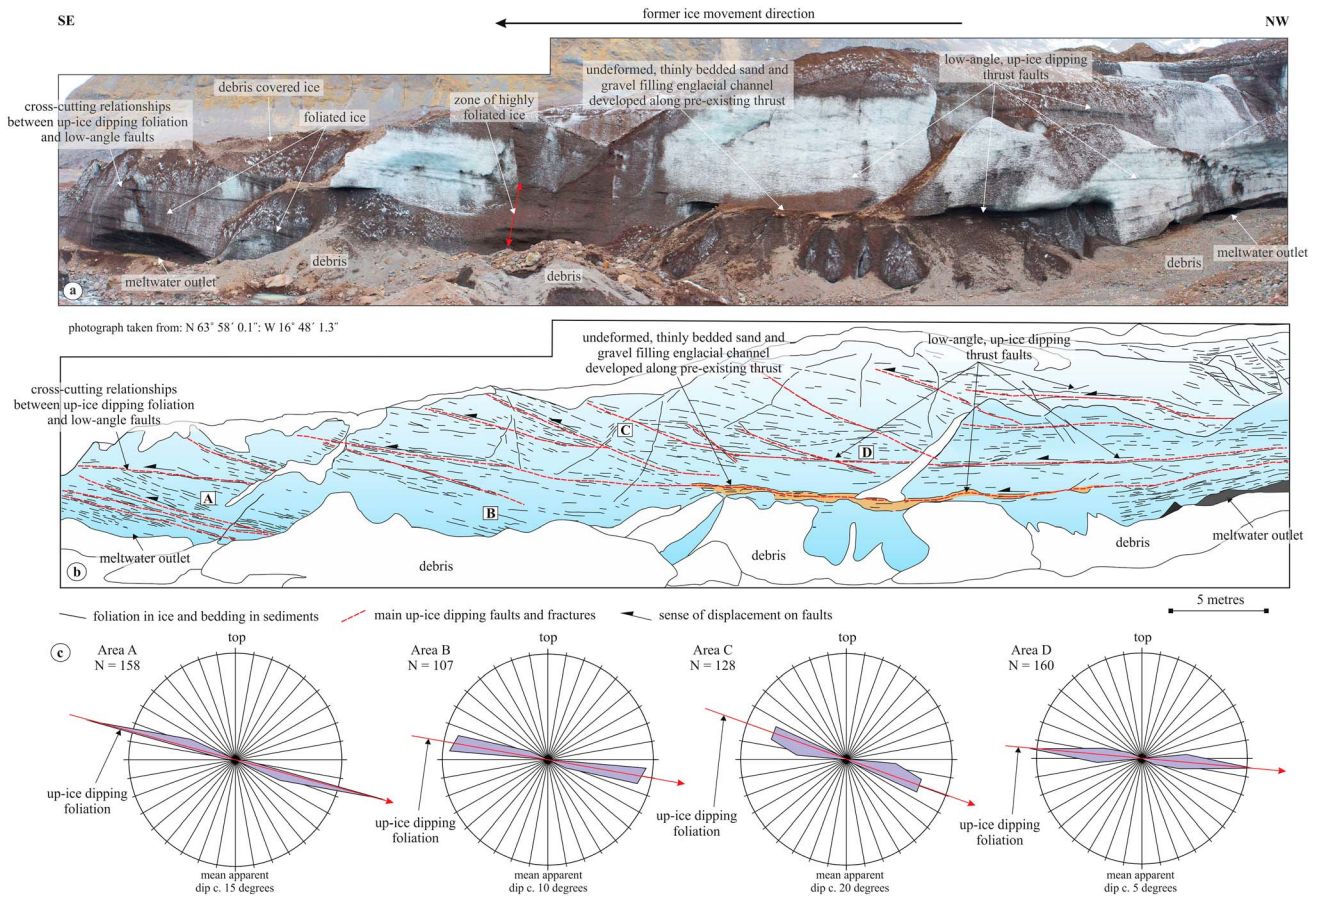 SE
former ice movement direction
NW
undeformed, thinly bedded sand and
gravel filling englacial channel
developed along pre-existing thrust
low-angle, up-ice dipping
thrust faults
debris covered ice
cross-cutting relationships
between up-ice dipping foliation
and low-angle faults
foliated ice
zone of highly
foliated ice
debris
meltwater outlet
debris
debris
meltwater outlet
a
photograph taken from: N 63° 58´ 0.1¨: W 16° 48´ 1.3¨
undeformed, thinly bedded sand and
gravel filling englacial channel
developed along pre-existing thrust
low-angle, up-ice dipping
thrust faults
cross-cutting relationships
between up-ice dipping foliation
and low-angle faults
C
D
A
B
meltwater outlet
debris
debris
debris
meltwater outlet
b
foliation in ice and bedding in sediments
main up-ice dipping faults and fractures
sense of displacement on faults
5 metres
c
Area A
N = 158
top
up-ice dipping
foliation
mean apparent
dip c. 15 degrees
Area B
N = 107
top
up-ice dipping
foliation
mean apparent
dip c. 10 degrees
Area C
N = 128
top
up-ice dipping
foliation
mean apparent
dip c. 20 degrees
Area D
N = 160
top
up-ice dipping
foliation
mean apparent
dip c. 5 degrees